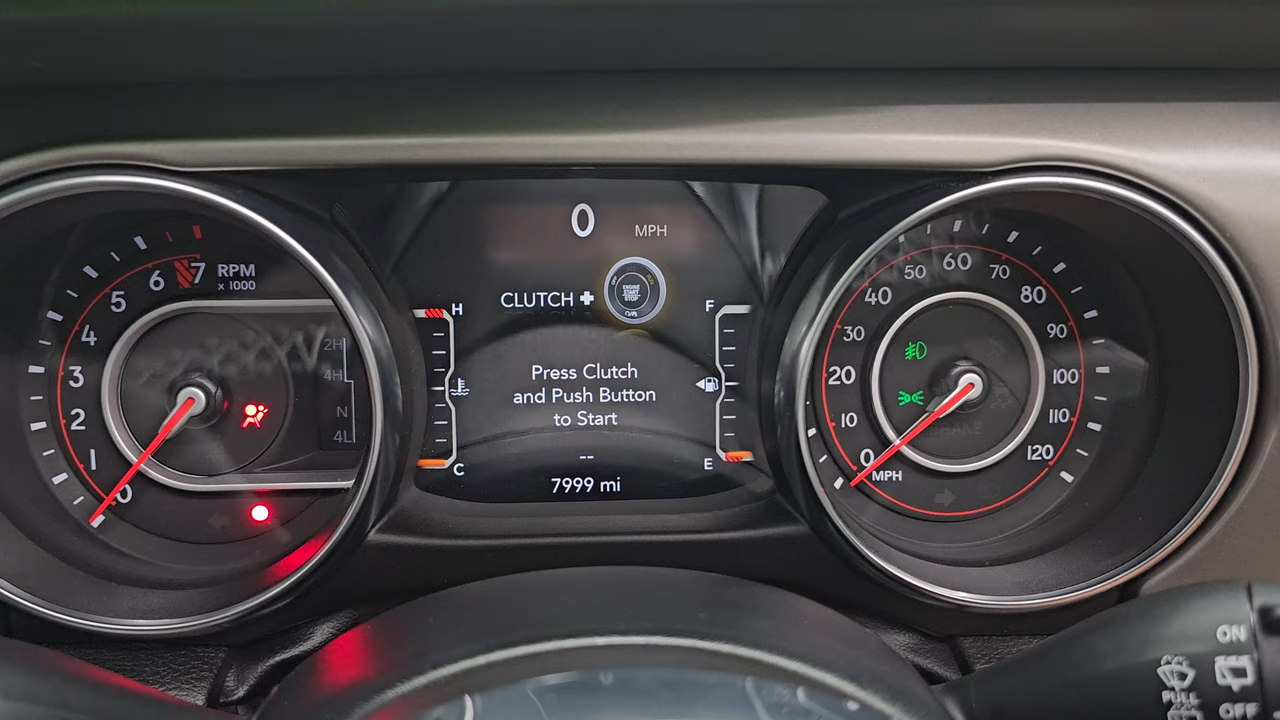 7
6
5
4
3
2
1
0
RPM
x 1000
2H
4H
N
4L
0 MPH
CLUTCH + ENGINE START STOP
H
C
F
E
Press Clutch
and Push Button
to Start
--
7999 mi
0
10
20
30
40
50
60
70
80
90
100
110
120
MPH
BRAKE
ON
PULL
OFF